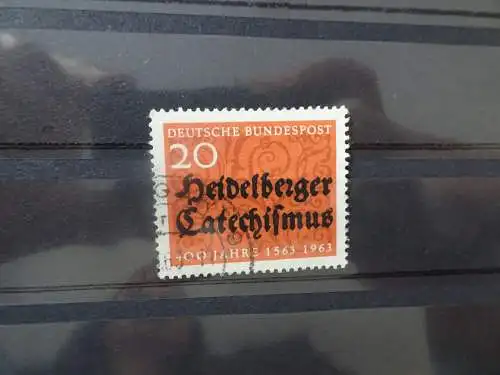 DEUTSCHE BUNDESPOST
20
Heidelberger
Catechiſmus
400 JAHRE 1563 1963